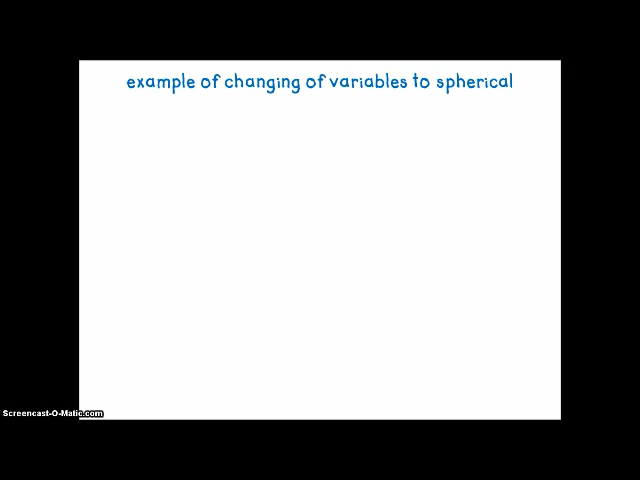 example of changing of variables to spherical
Screencast-O-Matic.com